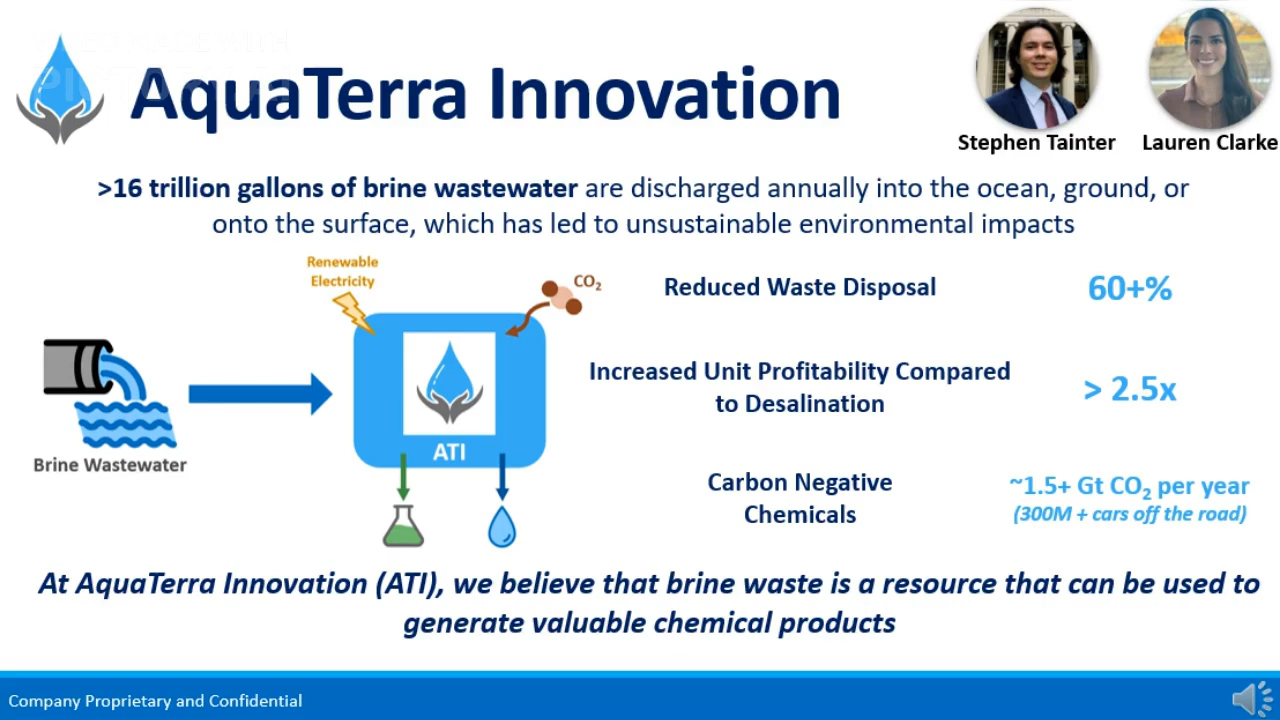 AquaTerra Innovation
Stephen Tainter
Lauren Clarke
>16 trillion gallons of brine wastewater are discharged annually into the ocean, ground, or
onto the surface, which has led to unsustainable environmental impacts
Renewable
Electricity
CO₂
Brine Wastewater
ATI
Reduced Waste Disposal
60+%
Increased Unit Profitability Compared
to Desalination
> 2.5x
Carbon Negative
Chemicals
~1.5+ Gt CO₂ per year
(300M + cars off the road)
At AquaTerra Innovation (ATI), we believe that brine waste is a resource that can be used to
generate valuable chemical products
Company Proprietary and Confidential